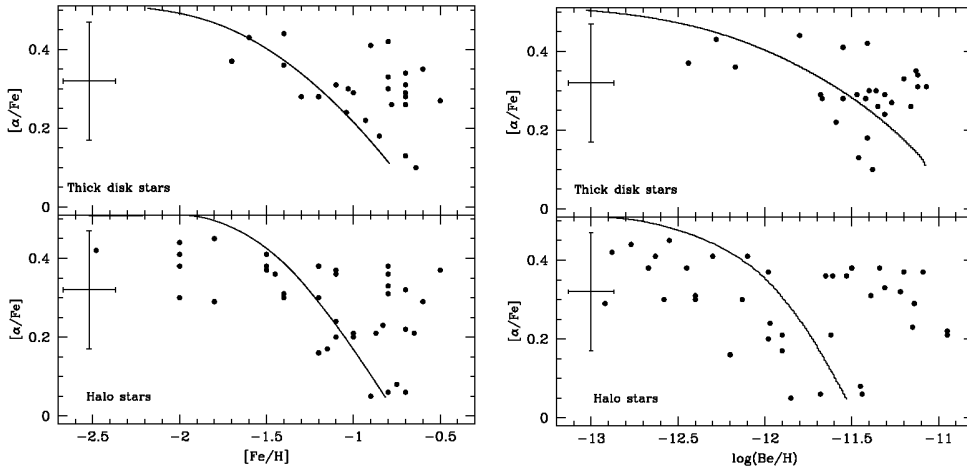 0.4
0.2
0
[α/Fe]
Thick disk stars
0.4
0.2
0
[α/Fe]
Halo stars
−2.5 −2 −1.5 −1 −0.5
[Fe/H]
0.4
0.2
0
[α/Fe]
Thick disk stars
0.4
0.2
0
[α/Fe]
Halo stars
−13 −12.5 −12 −11.5 −11
log(Be/H)